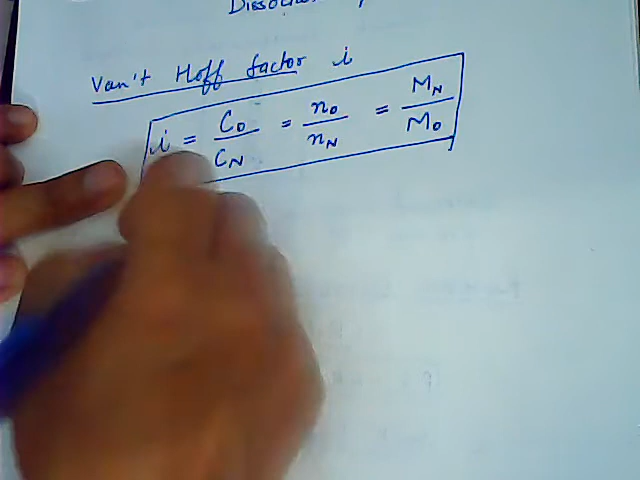 Van't Hoff factor i
i = C₀/C_N = n₀/n_N = M_N/M₀